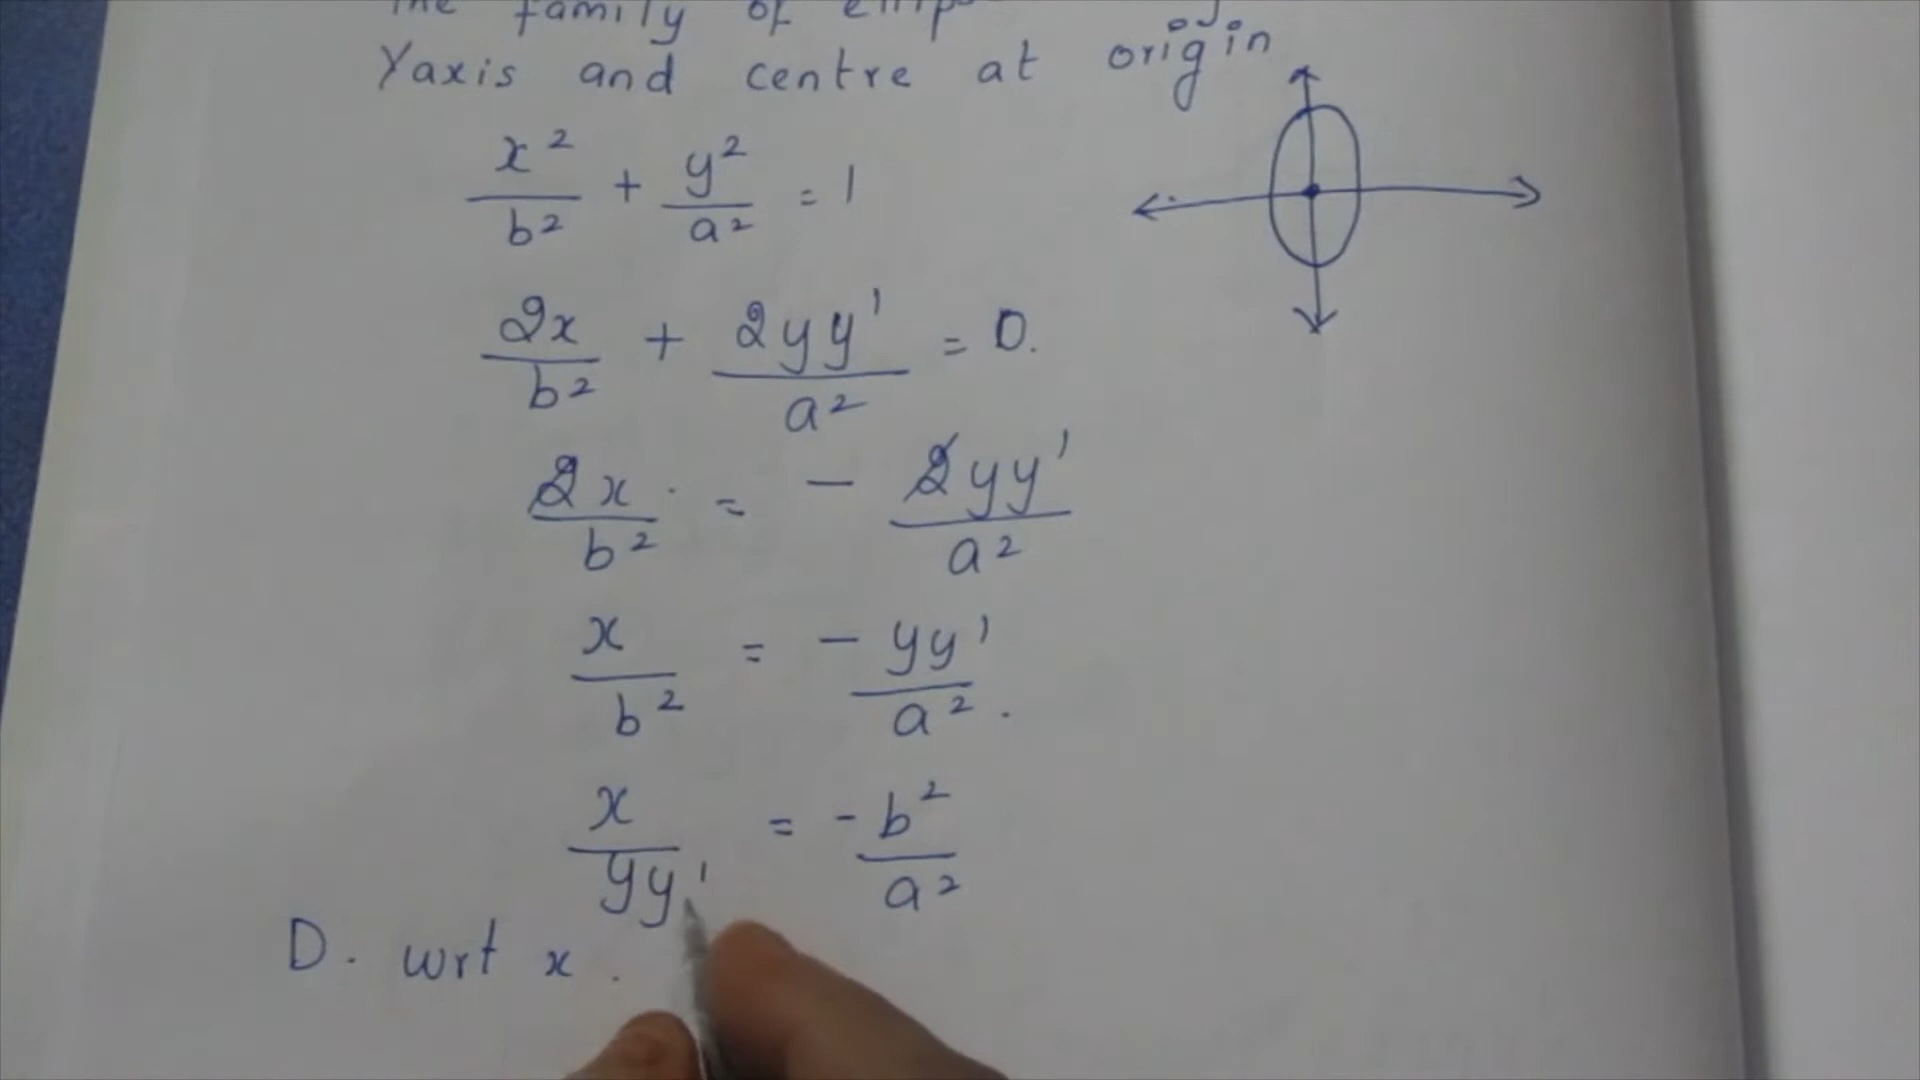 the family of
Yaxis and centre at origin
x²/b² + y²/a² = 1
2x/b² + 2yy'/a² = 0.
2x/b² = - 2yy'/a²
x/b² = - yy'/a².
x/yy' = - b²/a²
D. wrt x.